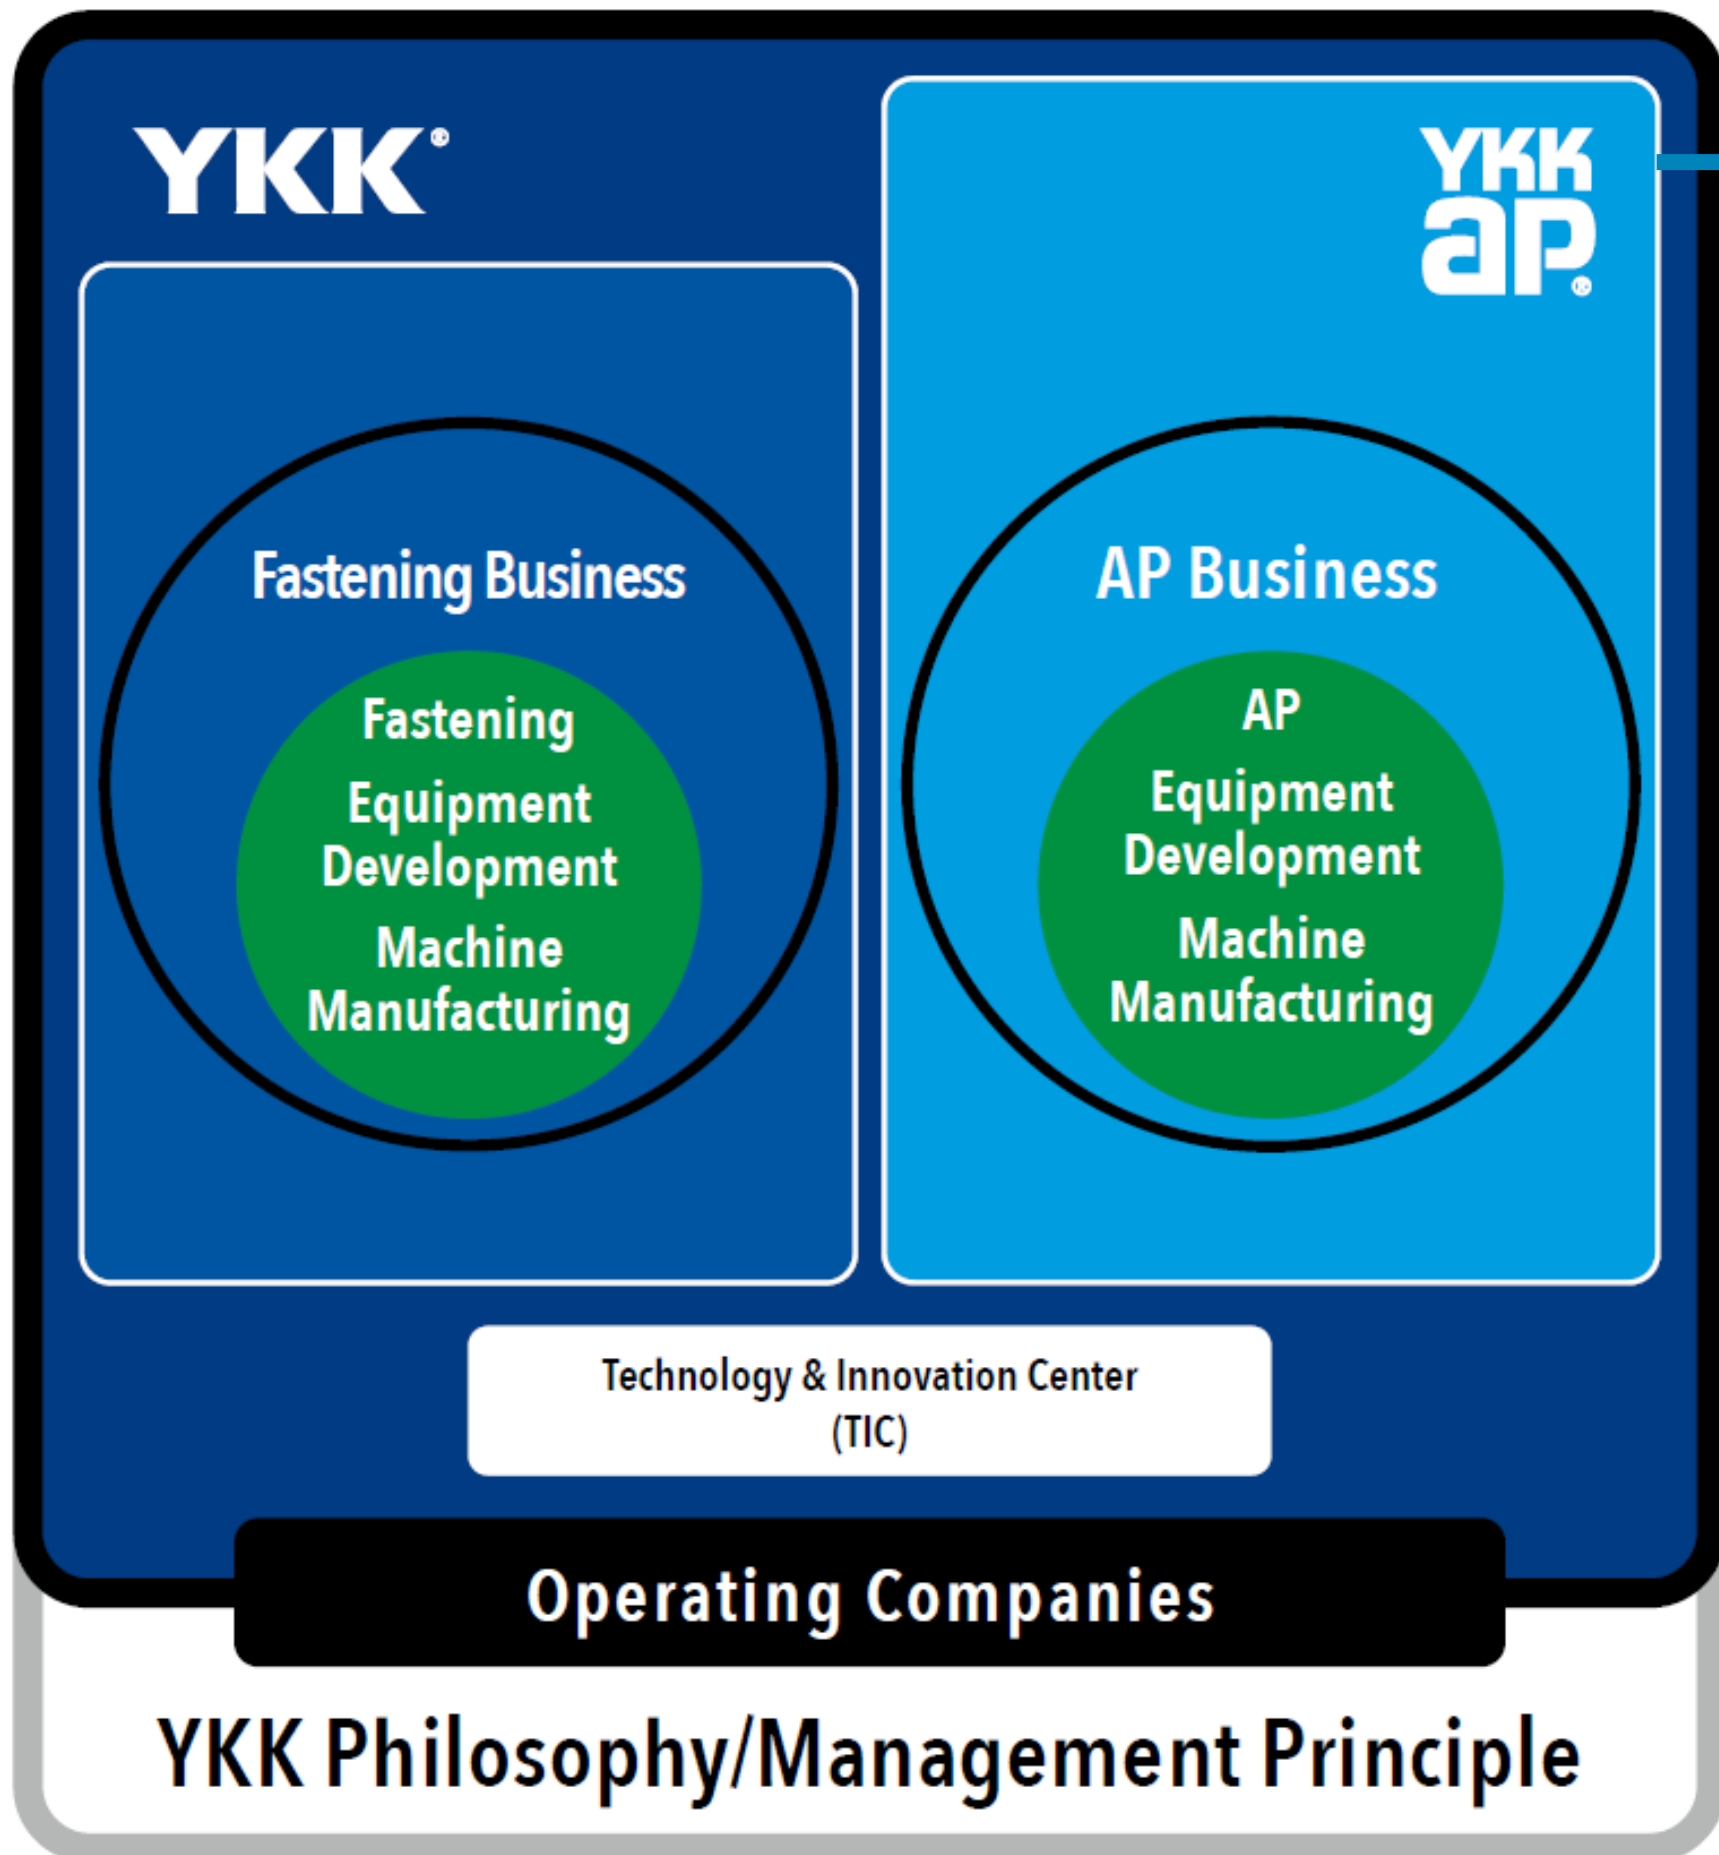 YKK®
YKK
ap®
Fastening Business
Fastening
Equipment
Development
Machine
Manufacturing
AP Business
AP
Equipment
Development
Machine
Manufacturing
Technology & Innovation Center
(TIC)
Operating Companies
YKK Philosophy/Management Principle